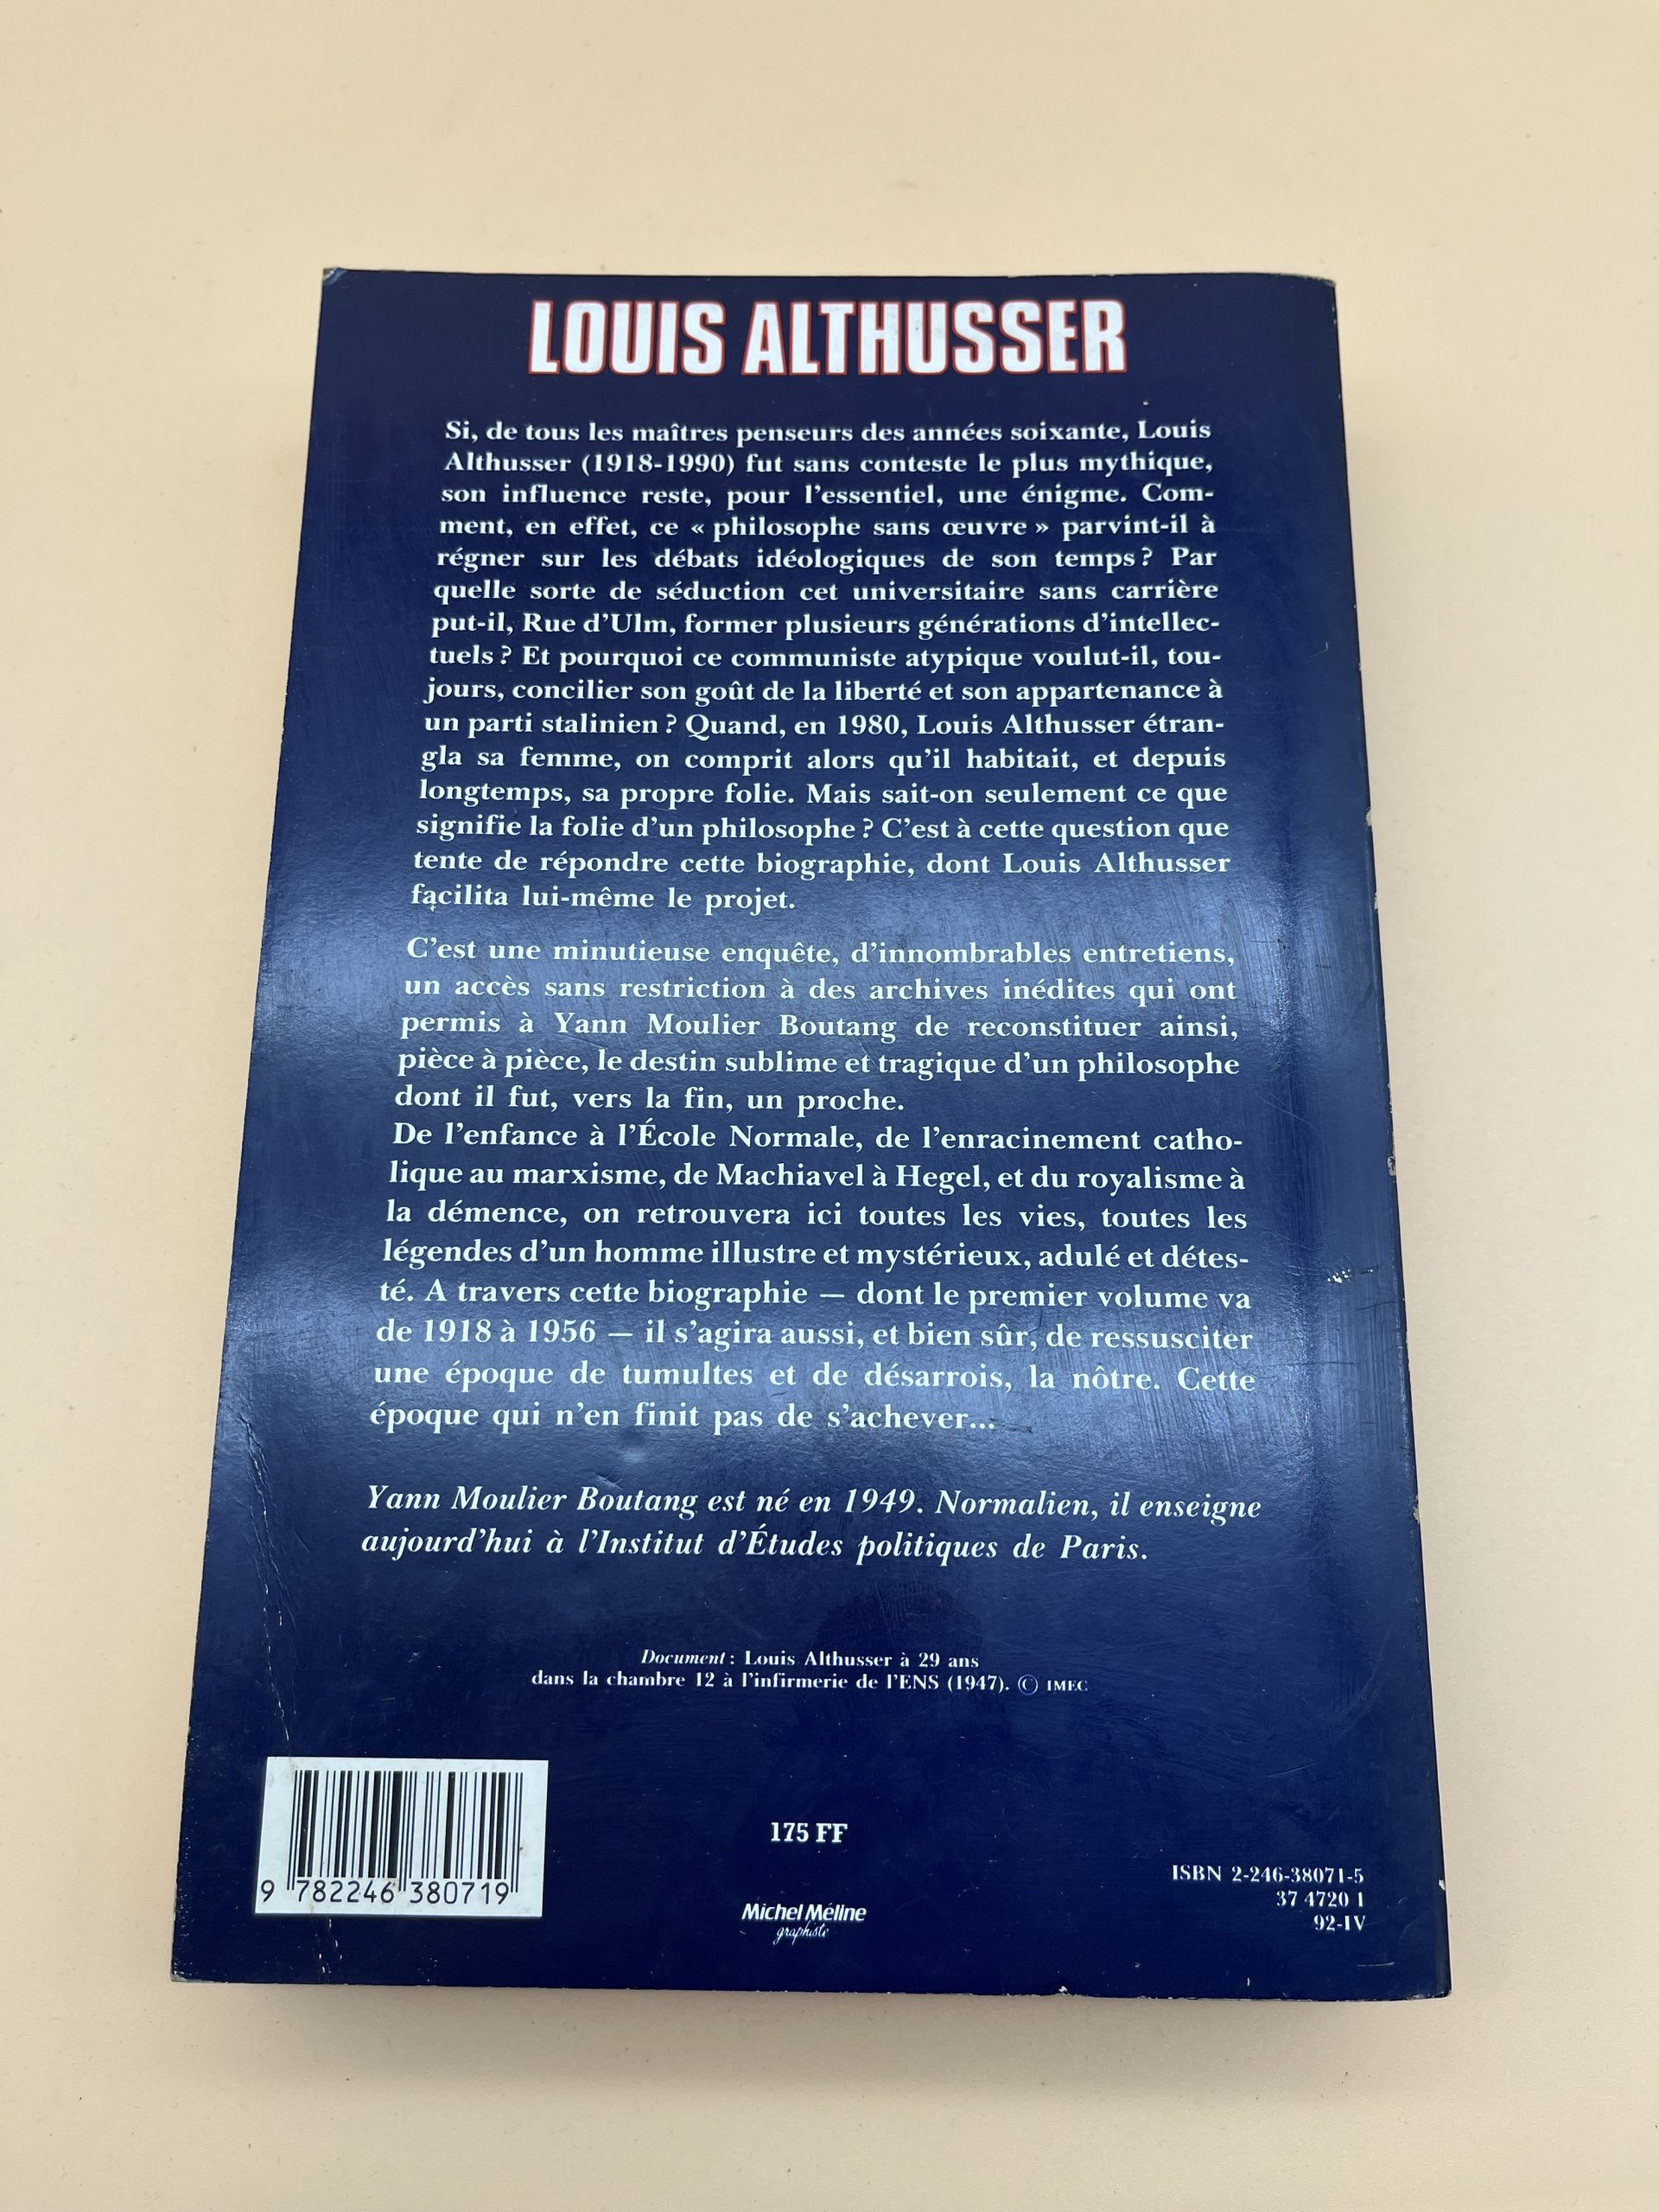 LOUIS ALTHUSSER
Si, de tous les maîtres penseurs des années soixante, Louis
Althusser (1918-1990) fut sans conteste le plus mythique,
son influence reste, pour l'essentiel, une énigme. Com-
ment, en effet, ce « philosophe sans œuvre » parvint-il à
régner sur les débats idéologiques de son temps ? Par
quelle sorte de séduction cet universitaire sans carrière
put-il, Rue d'Ulm, former plusieurs générations d'intellec-
tuels ? Et pourquoi ce communiste atypique voulut-il, tou-
jours, concilier son goût de la liberté et son appartenance à
un parti stalinien ? Quand, en 1980, Louis Althusser étran-
gla sa femme, on comprit alors qu'il habitait, et depuis
longtemps, sa propre folie. Mais sait-on seulement ce que
signifie la folie d'un philosophe ? C'est à cette question que
tente de répondre cette biographie, dont Louis Althusser
facilita lui-même le projet.
C'est une minutieuse enquête, d'innombrables entretiens,
un accès sans restriction à des archives inédites qui ont
permis à Yann Moulier Boutang de reconstituer ainsi,
pièce à pièce, le destin sublime et tragique d'un philosophe
dont il fut, vers la fin, un proche.
De l'enfance à l'École Normale, de l'enracinement catho-
lique au marxisme, de Machiavel à Hegel, et du royalisme à
la démence, on retrouvera ici toutes les vies, toutes les
légendes d'un homme illustre et mystérieux, adulé et détes-
té. A travers cette biographie — dont le premier volume va
de 1918 à 1956 — il s'agira aussi, et bien sûr, de ressusciter
une époque de tumultes et de désarrois, la nôtre. Cette
époque qui n'en finit pas de s'achever...
Yann Moulier Boutang est né en 1949. Normalien, il enseigne
aujourd'hui à l'Institut d'Études politiques de Paris.
Document : Louis Althusser à 29 ans
dans la chambre 12 à l'infirmerie de l'ENS (1947). © IMEC
9 782246 380719
175 FF
Michel Méline
graphiste
ISBN 2-246-38071-5
37 4720 1
92-IV